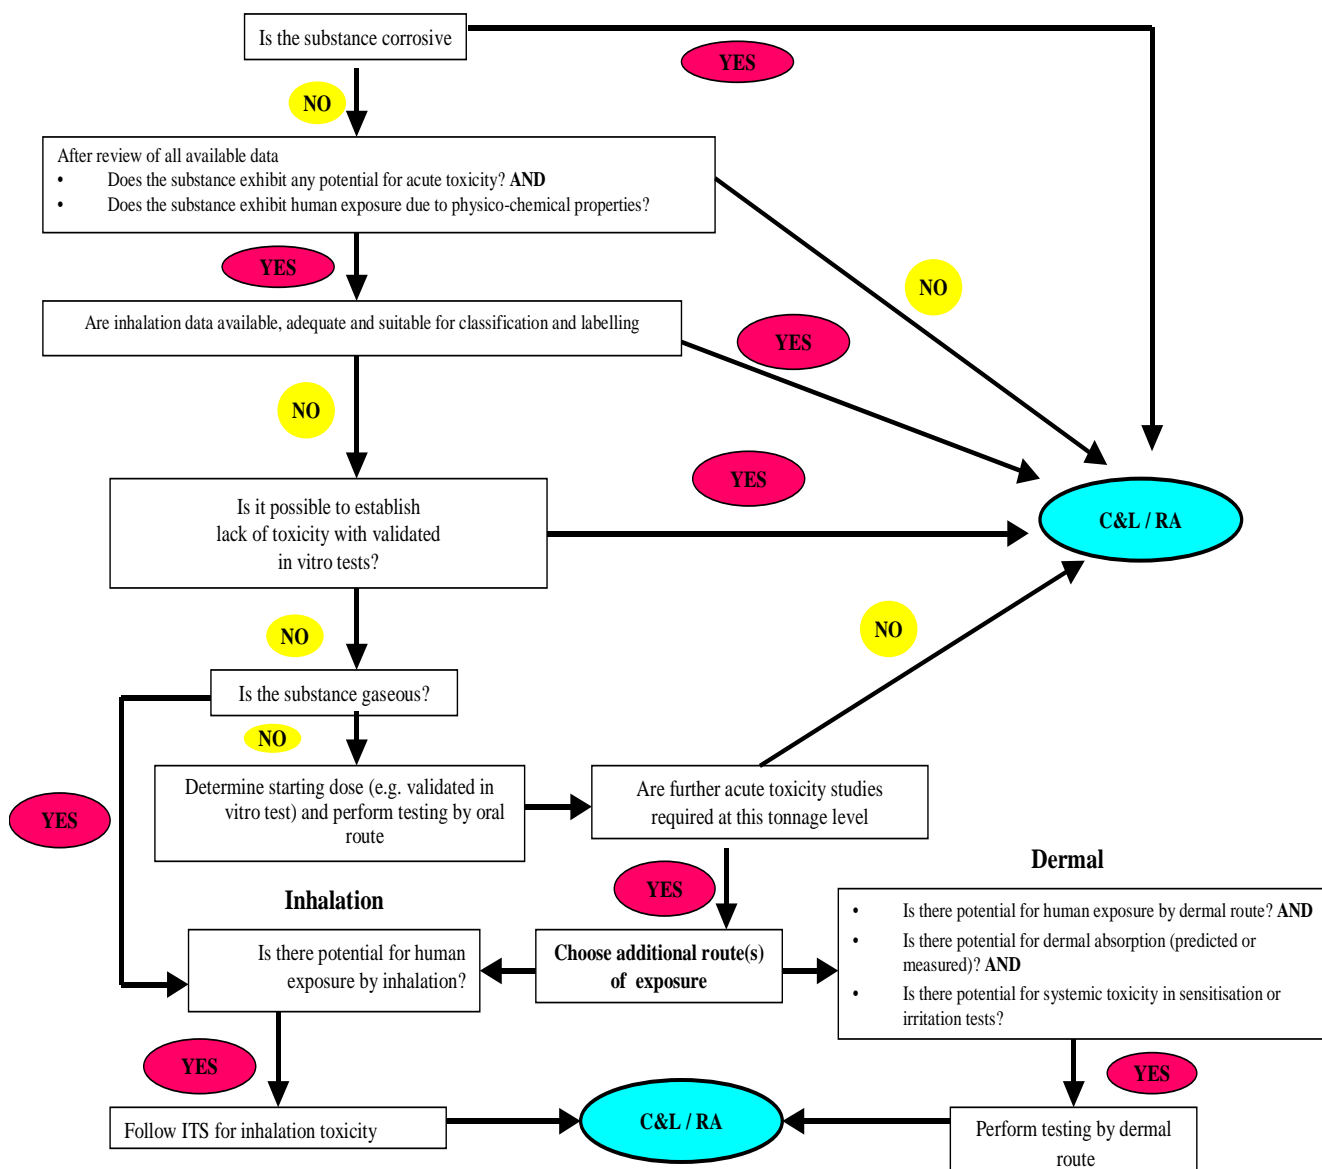 Is the substance corrosive
YES
NO
After review of all available data
• Does the substance exhibit any potential for acute toxicity? AND
• Does the substance exhibit human exposure due to physico-chemical properties?
YES
NO
Are inhalation data available, adequate and suitable for classification and labelling
YES
NO
YES
Is it possible to establish
lack of toxicity with validated
in vitro tests?
C&L / RA
NO
NO
Is the substance gaseous?
NO
YES
Determine starting dose (e.g. validated in
vitro test) and perform testing by oral
route
Are further acute toxicity studies
required at this tonnage level
YES
Inhalation
Dermal
Is there potential for human
exposure by inhalation?
Choose additional route(s)
of exposure
• Is there potential for human exposure by dermal route? AND
• Is there potential for dermal absorption (predicted or
measured)? AND
• Is there potential for systemic toxicity in sensitisation or
irritation tests?
YES
YES
Follow ITS for inhalation toxicity
C&L / RA
Perform testing by dermal
route